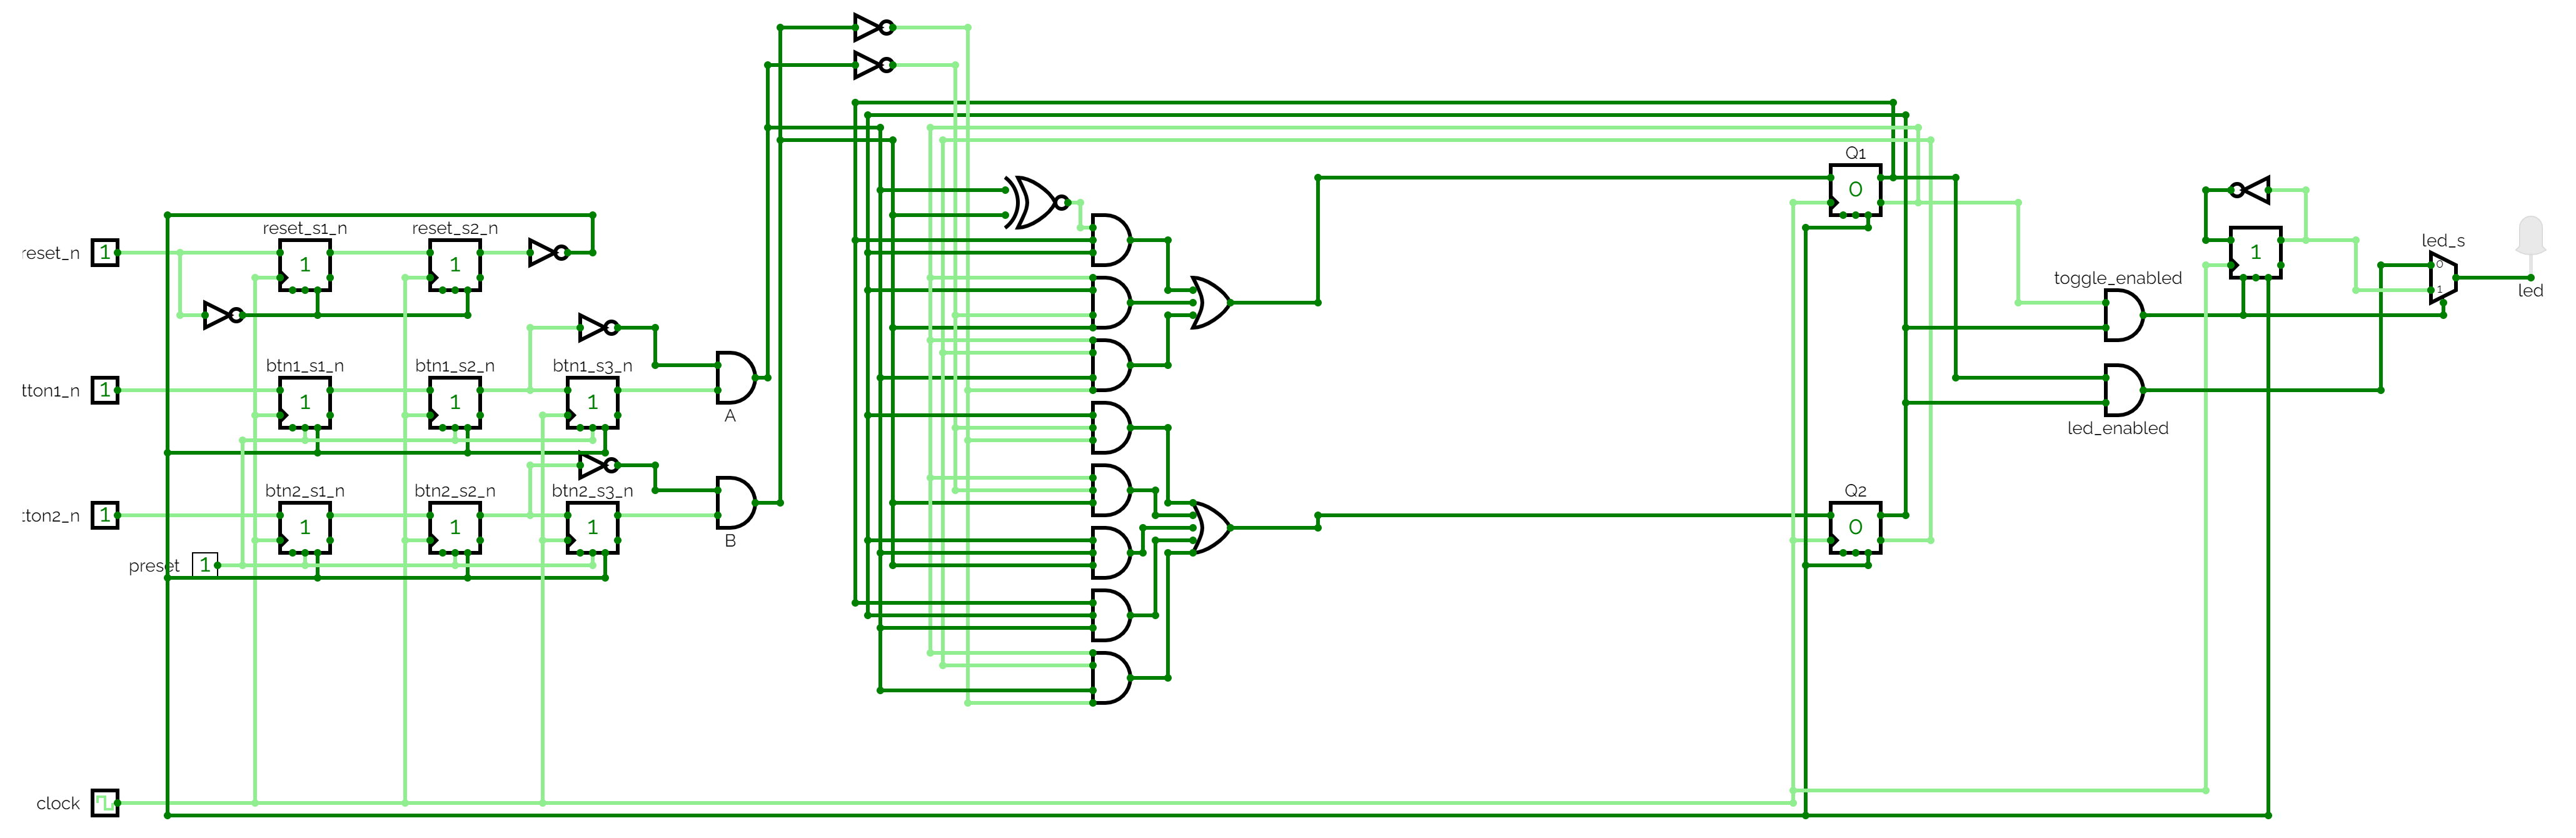 reset_n
1
reset_s1_n
1
reset_s2_n
1
tton1_n
1
btn1_s1_n
1
btn1_s2_n
1
btn1_s3_n
1
A
tton2_n
1
btn2_s1_n
1
btn2_s2_n
1
btn2_s3_n
1
B
preset
1
clock
Q1
0
Q2
0
toggle_enabled
led_enabled
1
led_s
0
1
led